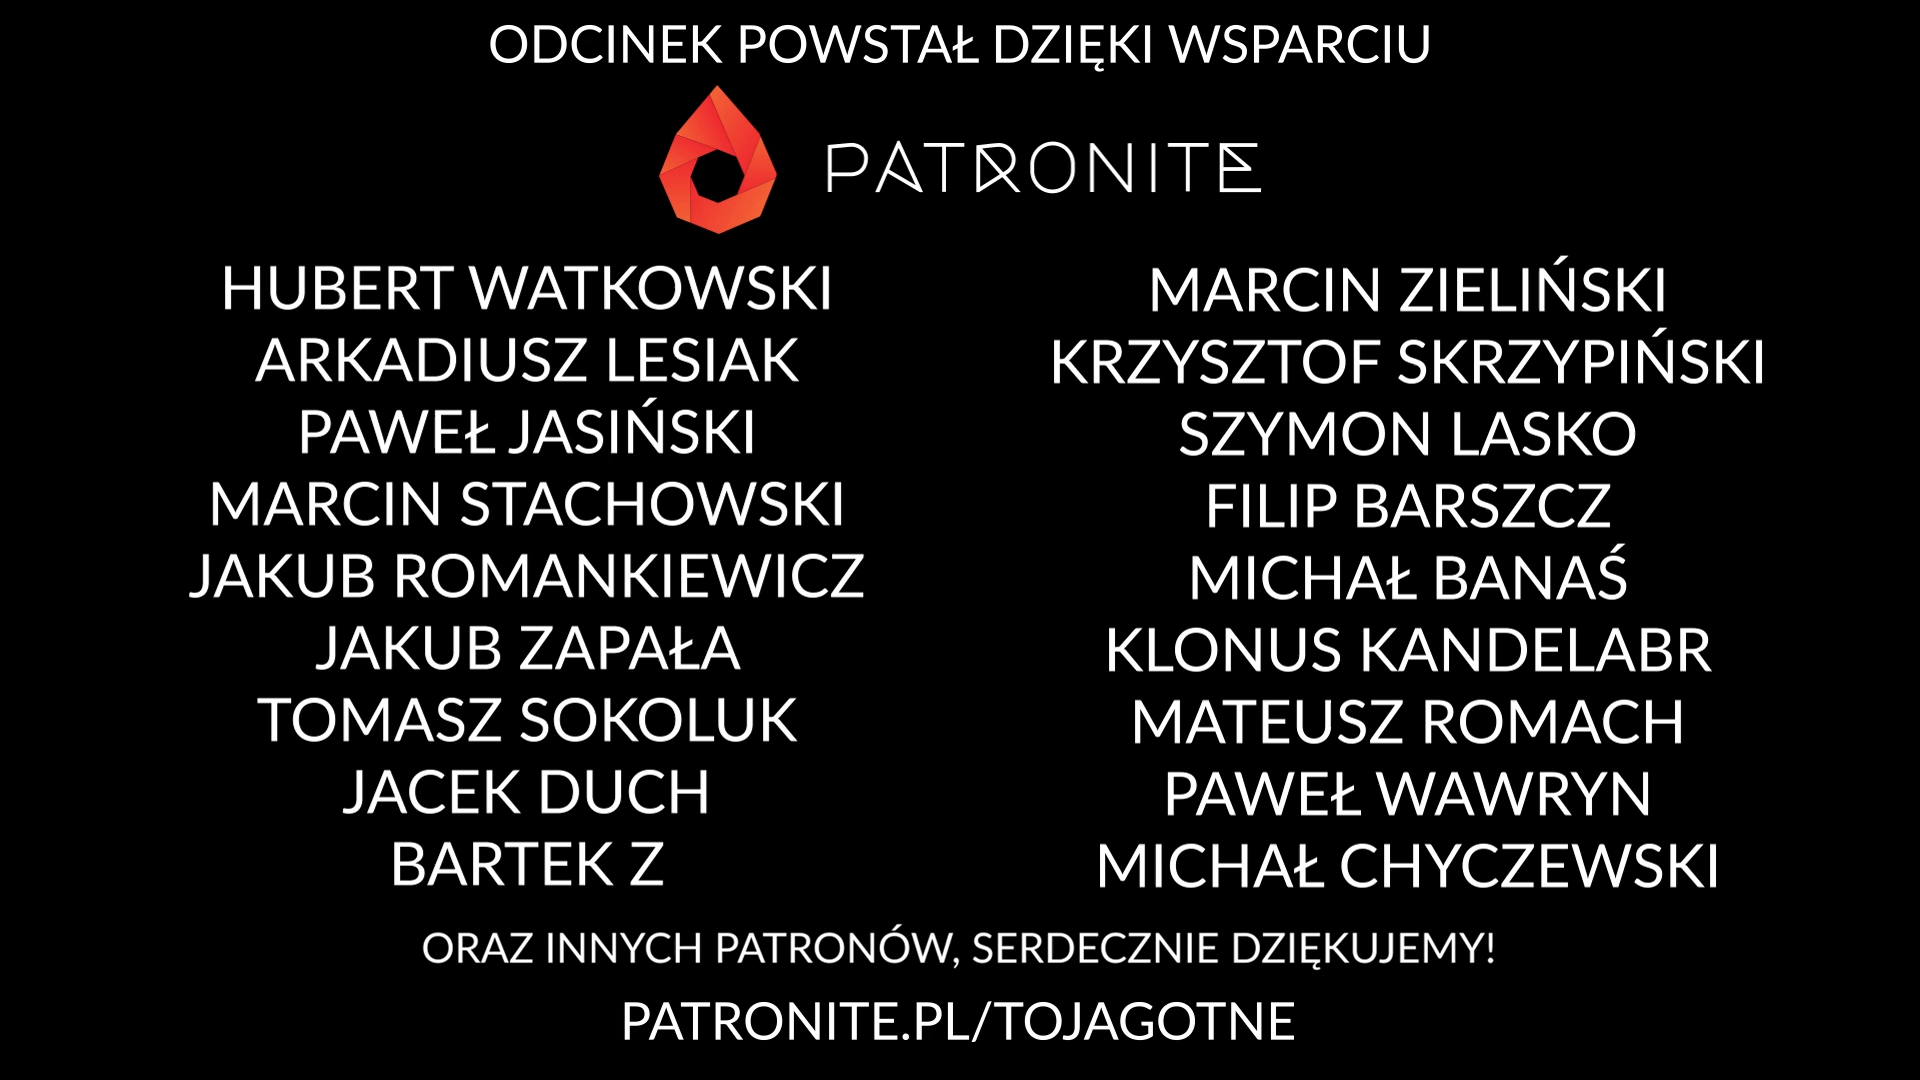 ODCINEK POWSTAŁ DZIĘKI WSPARCIU
PATRONITE
HUBERT WATKOWSKI
ARKADIUSZ LESIAK
PAWEŁ JASIŃSKI
MARCIN STACHOWSKI
JAKUB ROMANKIEWICZ
JAKUB ZAPAŁA
TOMASZ SOKOLUK
JACEK DUCH
BARTEK Z
MARCIN ZIELIŃSKI
KRZYSZTOF SKRZYPIŃSKI
SZYMON LASKO
FILIP BARSZCZ
MICHAŁ BANAŚ
KLONUS KANDELABR
MATEUSZ ROMACH
PAWEŁ WAWRYN
MICHAŁ CHYCZEWSKI
ORAZ INNYCH PATRONÓW, SERDECZNIE DZIĘKUJEMY!
PATRONITE.PL/TOJAGOTNE